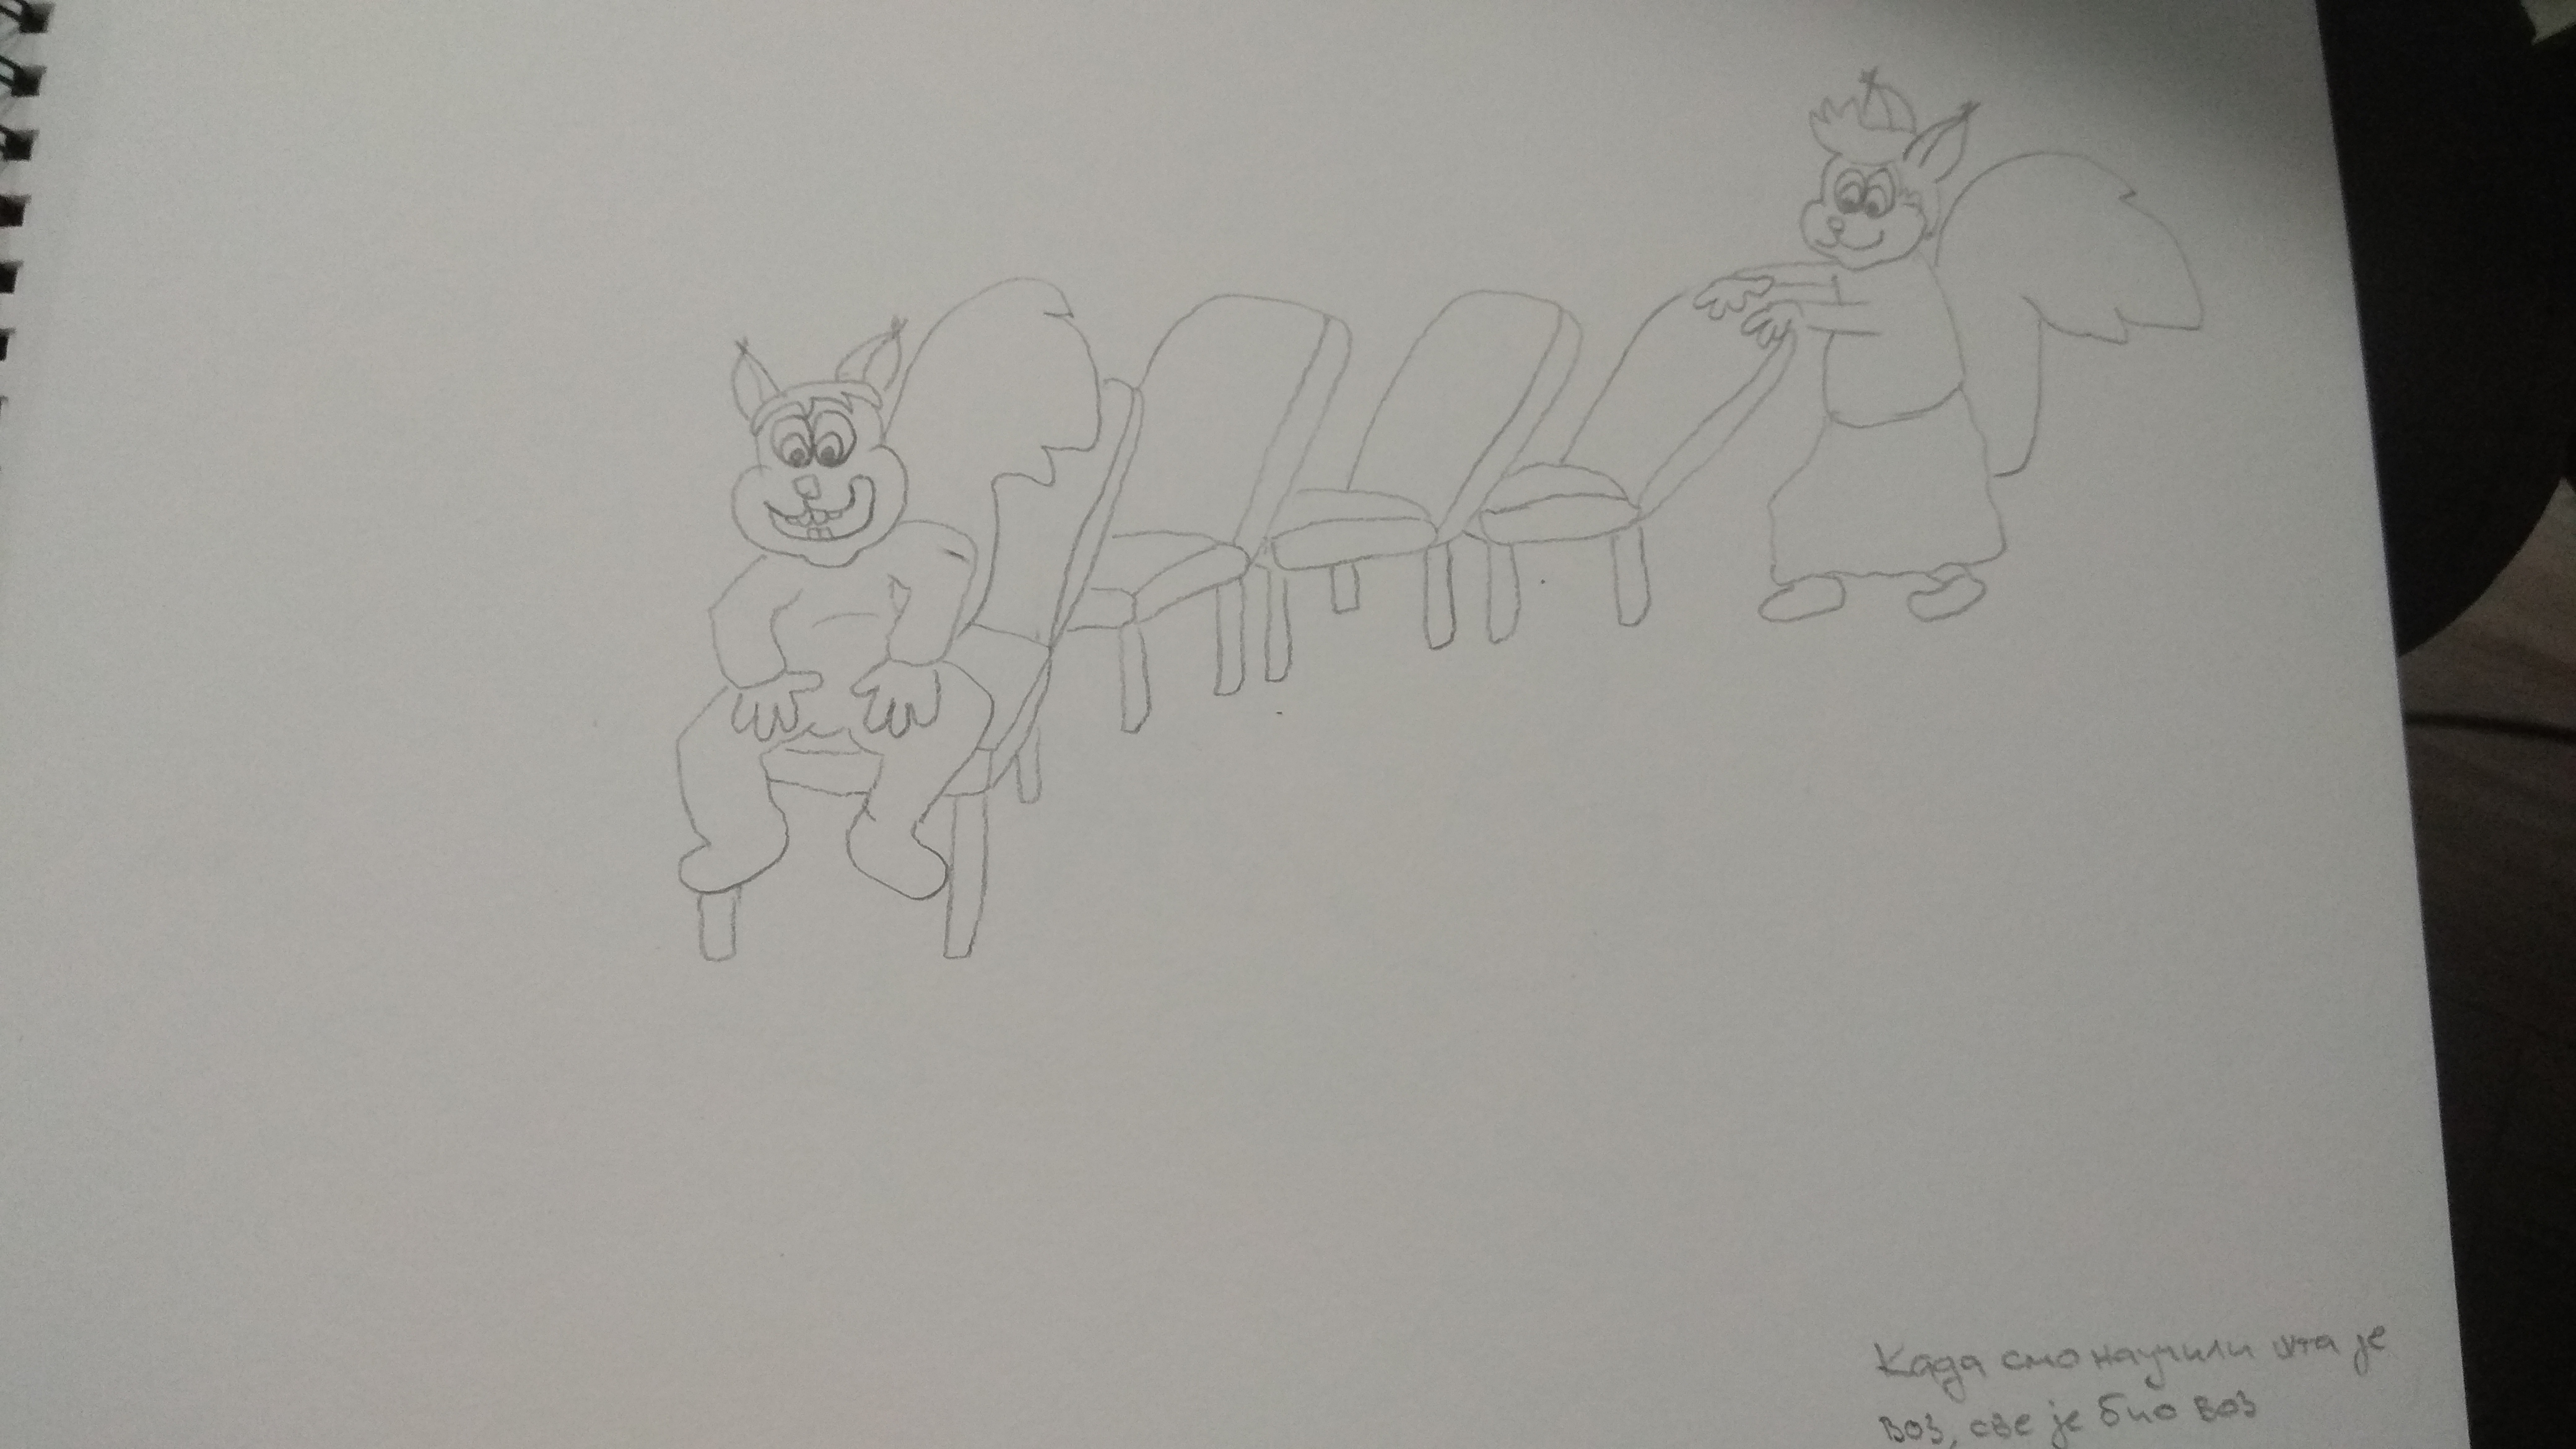 Када смо научили шта је
воз, све је био воз